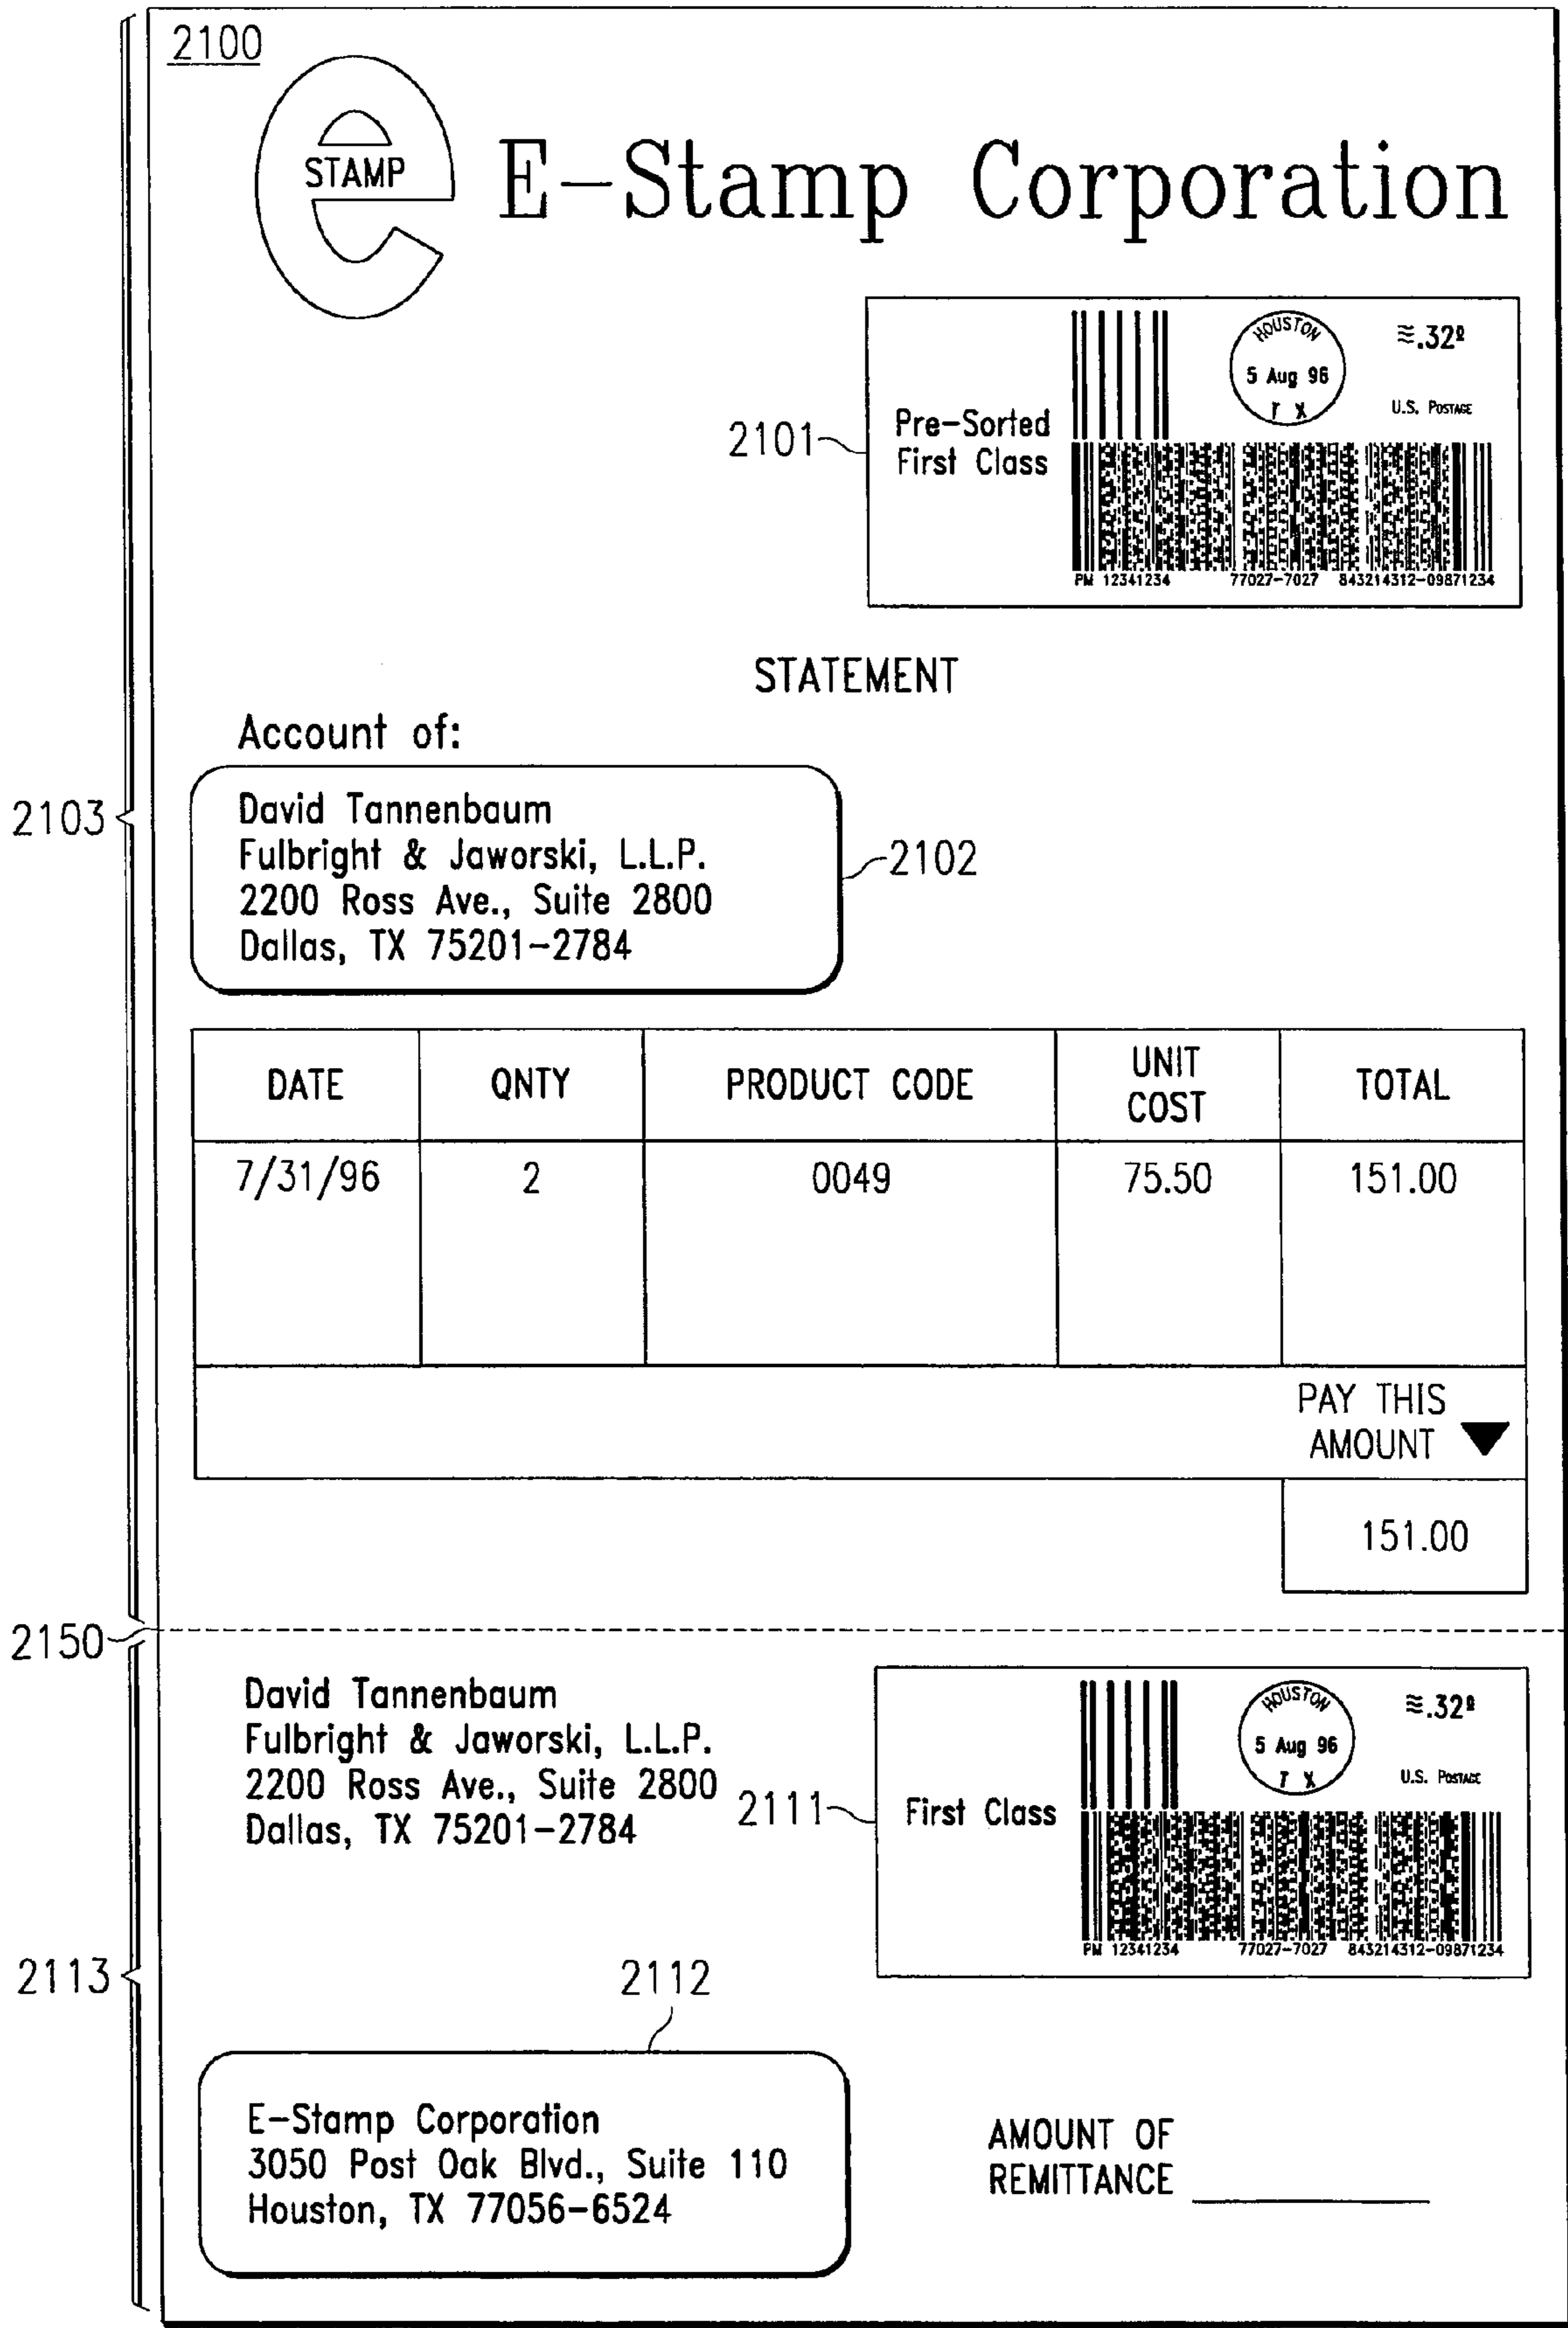 2100
STAMP
E-Stamp Corporation
HOUSTON
5 Aug 96
TX
.32
U.S. POSTAGE
2101
Pre-Sorted
First Class
PM 12341234 77027-7027 843214312-09871234
STATEMENT
Account of:
2103
David Tannenbaum
Fulbright & Jaworski, L.L.P.
2200 Ross Ave., Suite 2800
Dallas, TX 75201-2784
2102
DATE QNTY PRODUCT CODE UNIT COST TOTAL
7/31/96 2 0049 75.50 151.00
PAY THIS
AMOUNT ▼
151.00
2150
David Tannenbaum
Fulbright & Jaworski, L.L.P.
2200 Ross Ave., Suite 2800
Dallas, TX 75201-2784
2111
First Class
HOUSTON
5 Aug 96
TX
.32
U.S. POSTAGE
PM 12341234 77027-7027 843214312-09871234
2113
2112
E-Stamp Corporation
3050 Post Oak Blvd., Suite 110
Houston, TX 77056-6524
AMOUNT OF
REMITTANCE